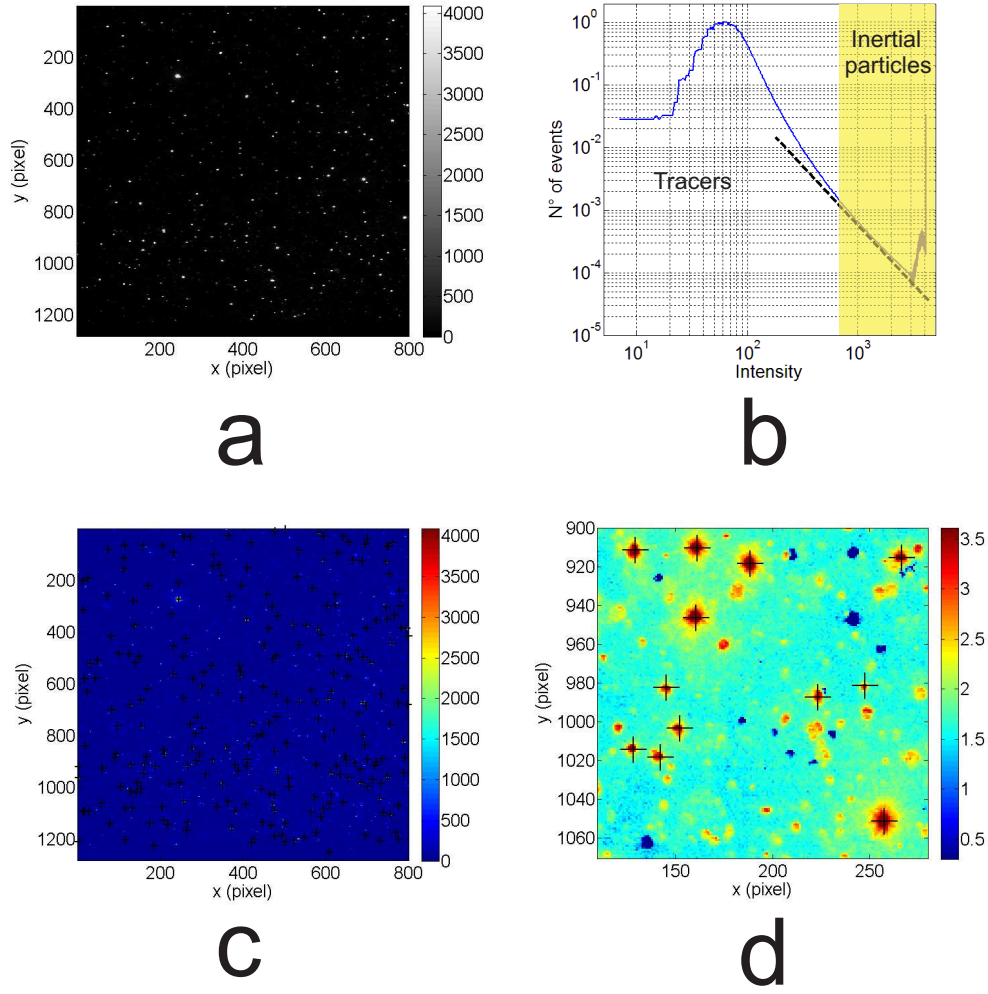 200
400
600
800
1000
1200
y (pixel)
200 400 600 800
x (pixel)
4000
3500
3000
2500
2000
1500
1000
500
0
a
10^0
10^-1
10^-2
10^-3
10^-4
10^-5
N° of events
Inertial
particles
Tracers
10^1 10^2 10^3
Intensity
b
200
400
600
800
1000
1200
y (pixel)
200 400 600 800
x (pixel)
4000
3500
3000
2500
2000
1500
1000
500
0
c
900
920
940
960
980
1000
1020
1040
1060
y (pixel)
150 200 250
x (pixel)
3.5
3
2.5
2
1.5
1
0.5
d